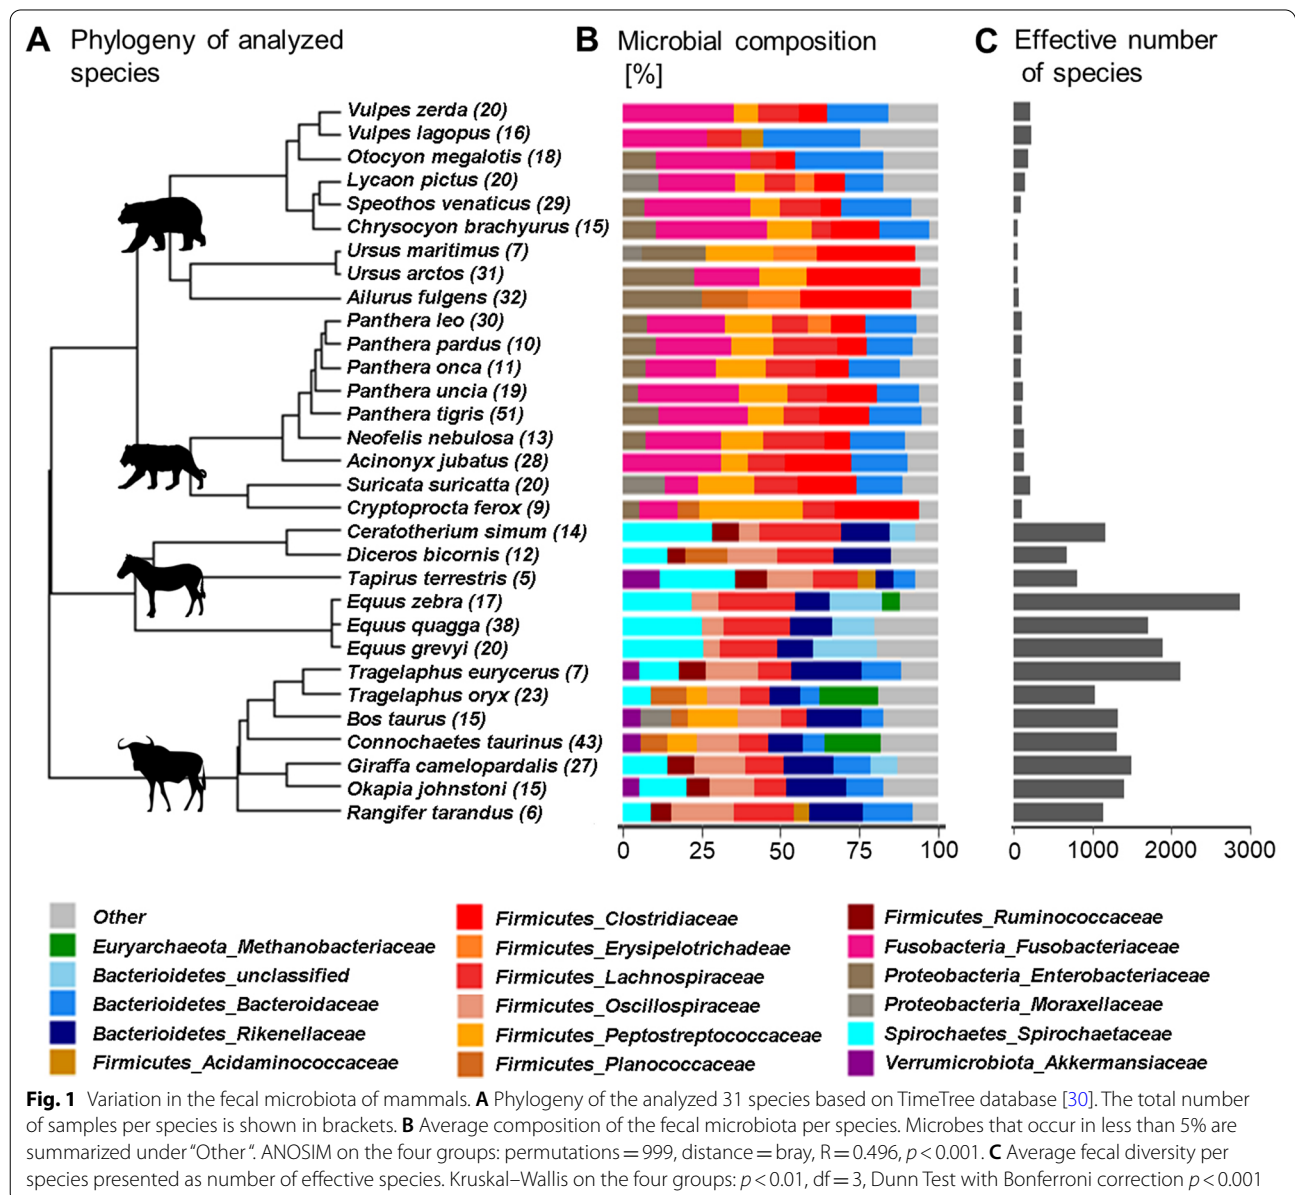 A Phylogeny of analyzed species
B Microbial composition [%]
C Effective number of species
Vulpes zerda (20)
Vulpes lagopus (16)
Otocyon megalotis (18)
Lycaon pictus (20)
Speothos venaticus (29)
Chrysocyon brachyurus (15)
Ursus maritimus (7)
Ursus arctos (31)
Ailurus fulgens (32)
Panthera leo (30)
Panthera pardus (10)
Panthera onca (11)
Panthera uncia (19)
Panthera tigris (51)
Neofelis nebulosa (13)
Acinonyx jubatus (28)
Suricata suricatta (20)
Cryptoprocta ferox (9)
Ceratotherium simum (14)
Diceros bicornis (12)
Tapirus terrestris (5)
Equus zebra (17)
Equus quagga (38)
Equus grevyi (20)
Tragelaphus eurycerus (7)
Tragelaphus oryx (23)
Bos taurus (15)
Connochaetes taurinus (43)
Giraffa camelopardalis (27)
Okapia johnstoni (15)
Rangifer tarandus (6)
0 25 50 75 100
0 1000 2000 3000
Other
Euryarchaeota_Methanobacteriaceae
Bacterioidetes_unclassified
Bacterioidetes_Bacteroidaceae
Bacterioidetes_Rikenellaceae
Firmicutes_Acidaminococcaceae
Firmicutes_Clostridiaceae
Firmicutes_Erysipelotrichadeae
Firmicutes_Lachnospiraceae
Firmicutes_Oscillospiraceae
Firmicutes_Peptostreptococcaceae
Firmicutes_Planococcaceae
Firmicutes_Ruminococcaceae
Fusobacteria_Fusobacteriaceae
Proteobacteria_Enterobacteriaceae
Proteobacteria_Moraxellaceae
Spirochaetes_Spirochaetaceae
Verrumicrobiota_Akkermansiaceae
Fig. 1 Variation in the fecal microbiota of mammals. A Phylogeny of the analyzed 31 species based on TimeTree database [30]. The total number
of samples per species is shown in brackets. B Average composition of the fecal microbiota per species. Microbes that occur in less than 5% are
summarized under "Other". ANOSIM on the four groups: permutations = 999, distance = bray, R = 0.496, p < 0.001. C Average fecal diversity per
species presented as number of effective species. Kruskal–Wallis on the four groups: p < 0.01, df = 3, Dunn Test with Bonferroni correction p < 0.001